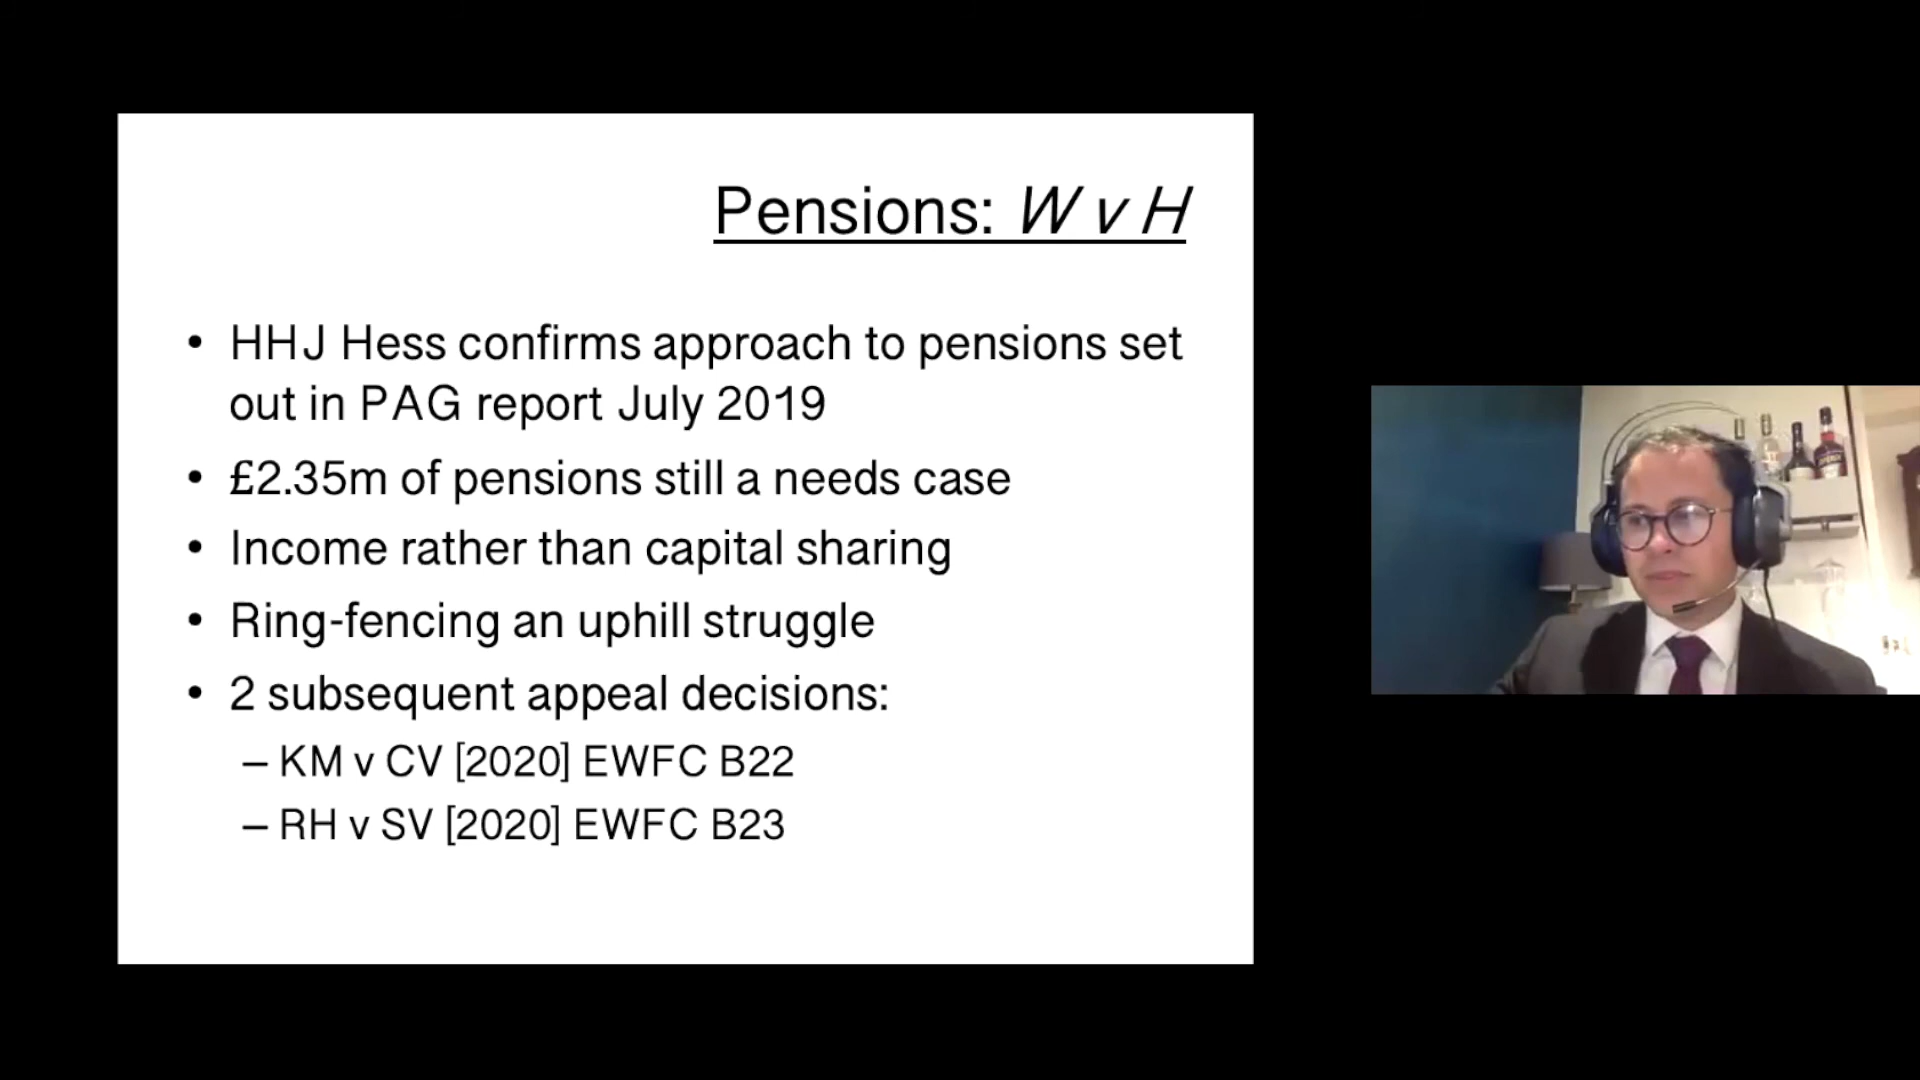 Pensions: W v H
• HHJ Hess confirms approach to pensions set
out in PAG report July 2019
• £2.35m of pensions still a needs case
• Income rather than capital sharing
• Ring-fencing an uphill struggle
• 2 subsequent appeal decisions:
– KM v CV [2020] EWFC B22
– RH v SV [2020] EWFC B23